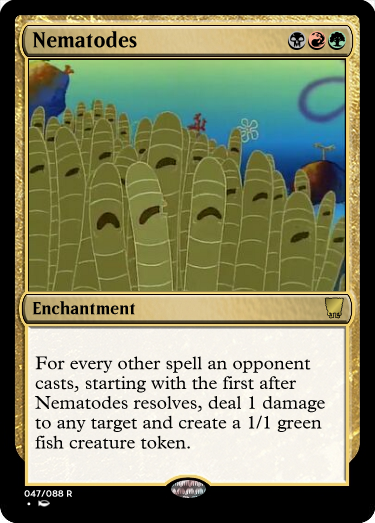 Nematodes
Enchantment
For every other spell an opponent
casts, starting with the first after
Nematodes resolves, deal 1 damage
to any target and create a 1/1 green
fish creature token.
047/088 R